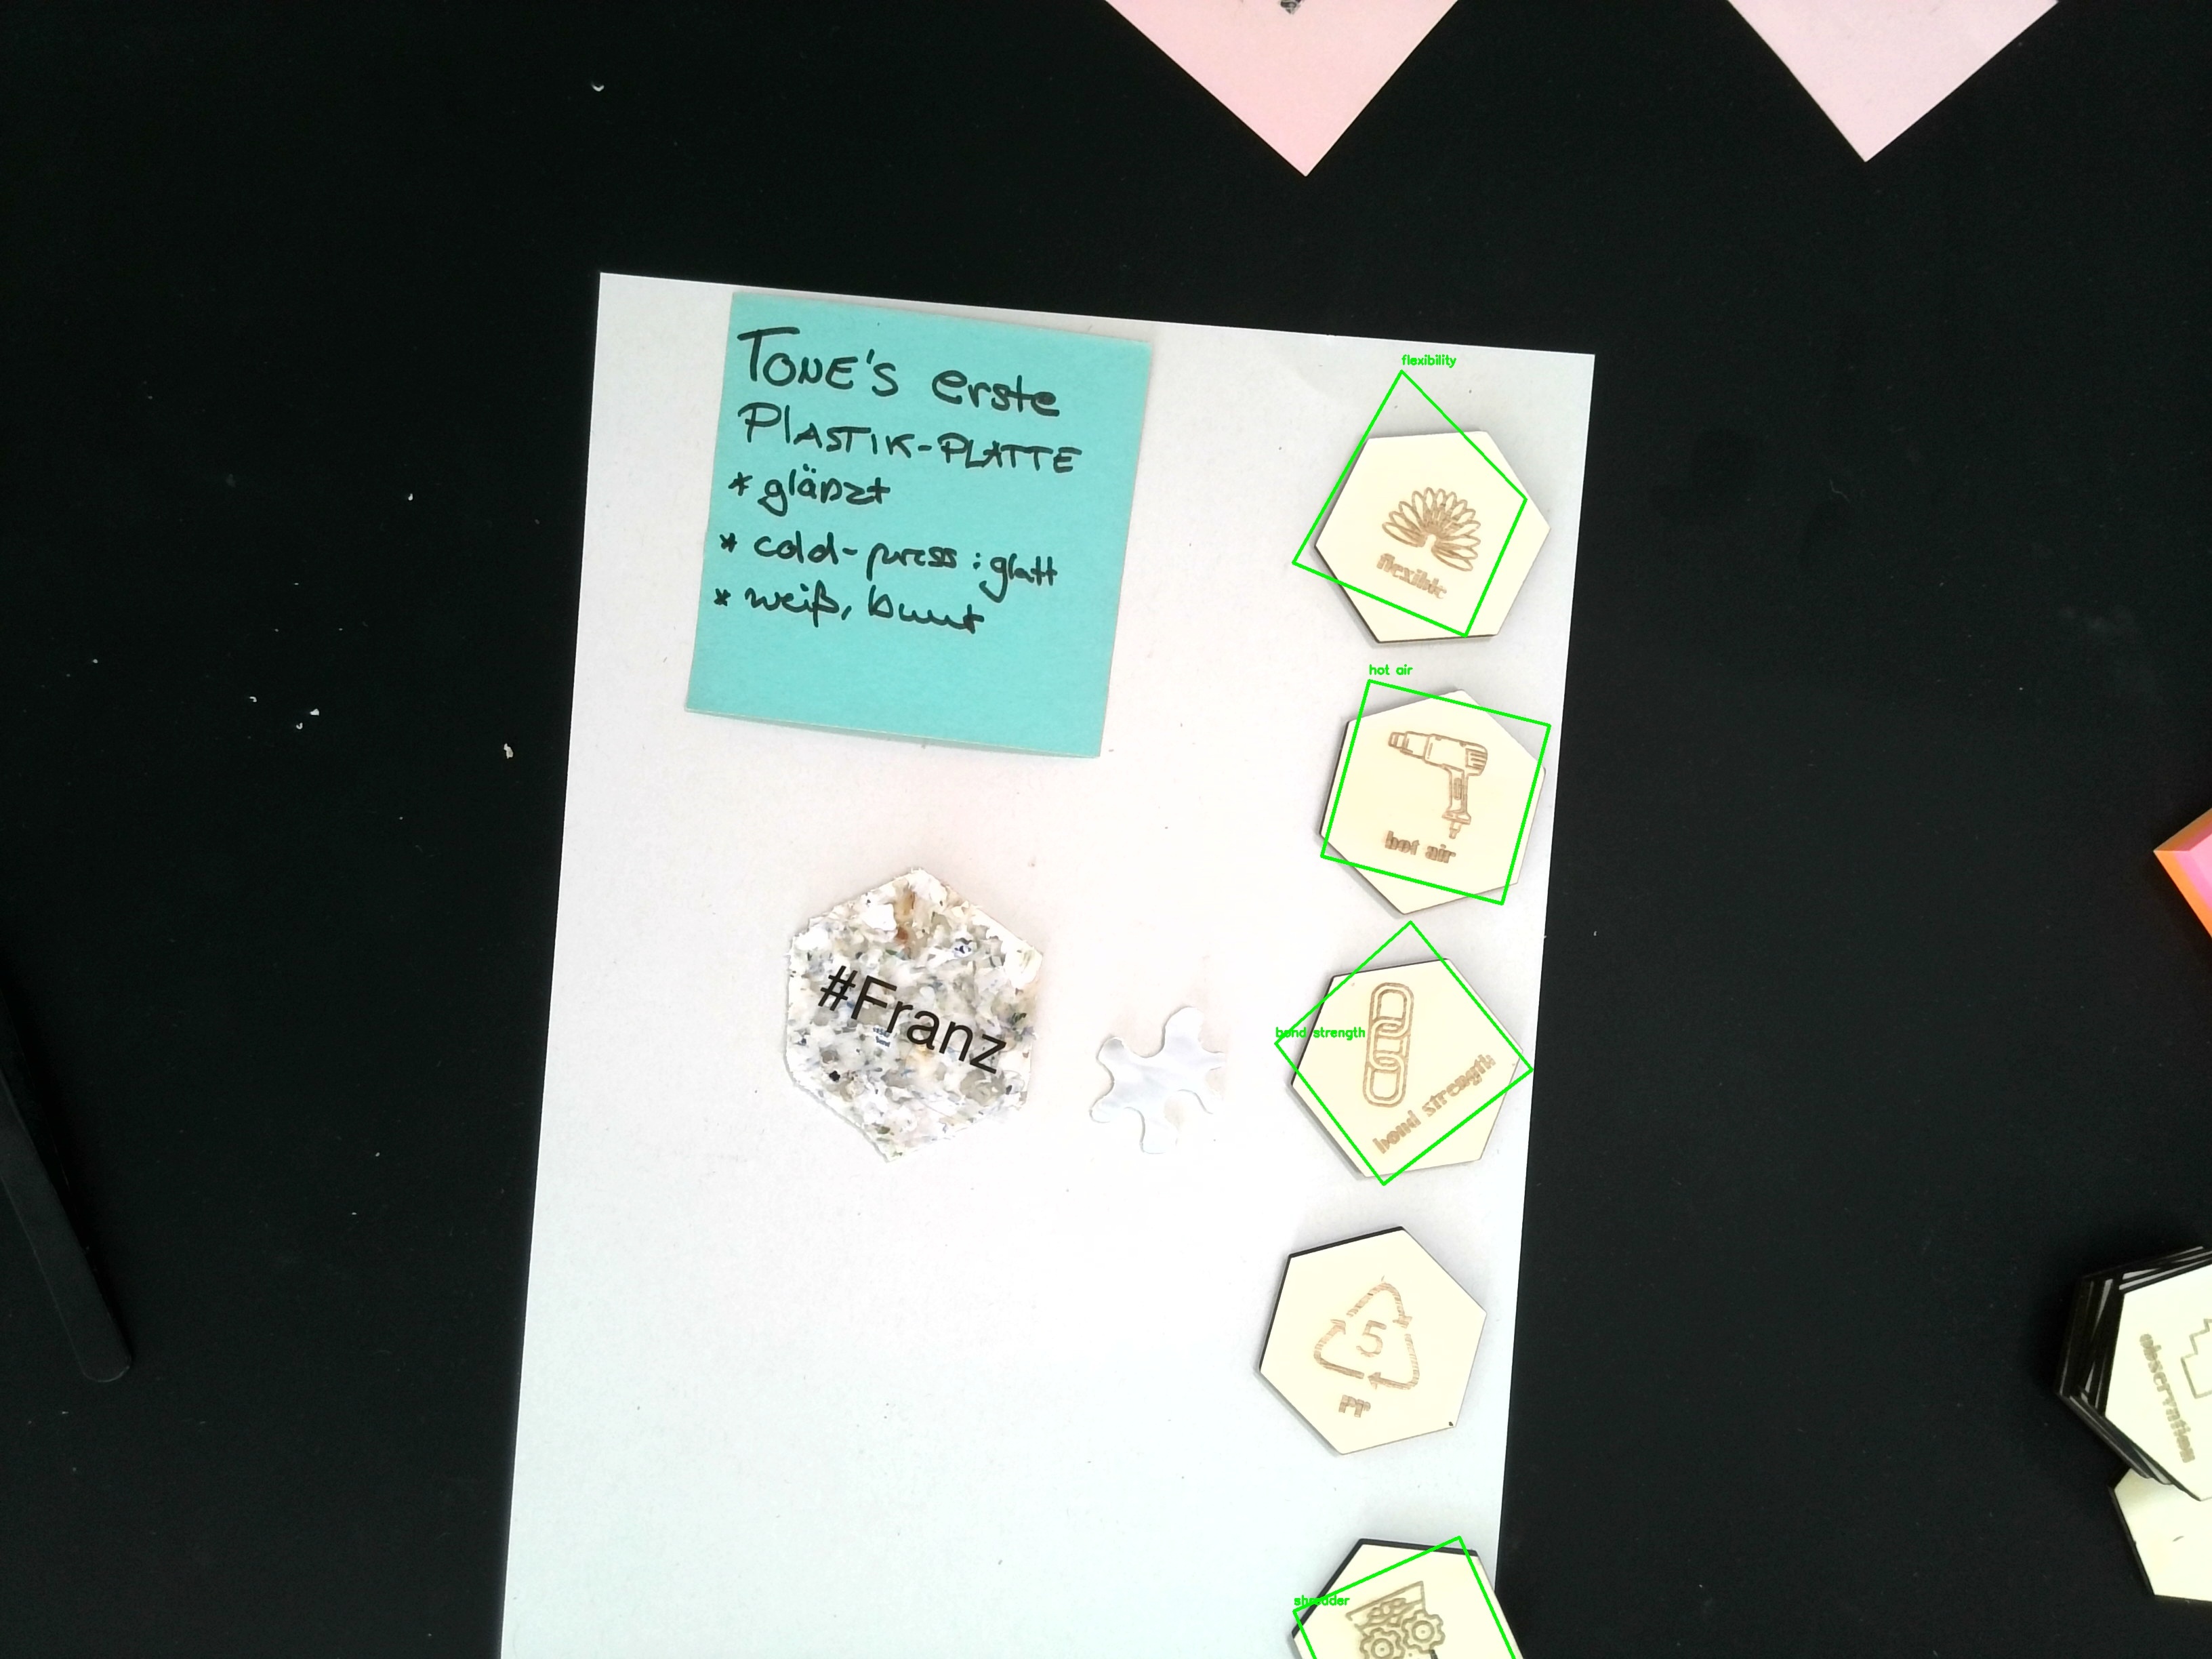 TONE'S erste
PLASTIK-PLATTE
* glänzt
* cold-press : glatt
* weiß, bunt
#Franz
flexibility
flexible
hot air
hot air
bond strength
bond strength
5
PP
shredder
observation